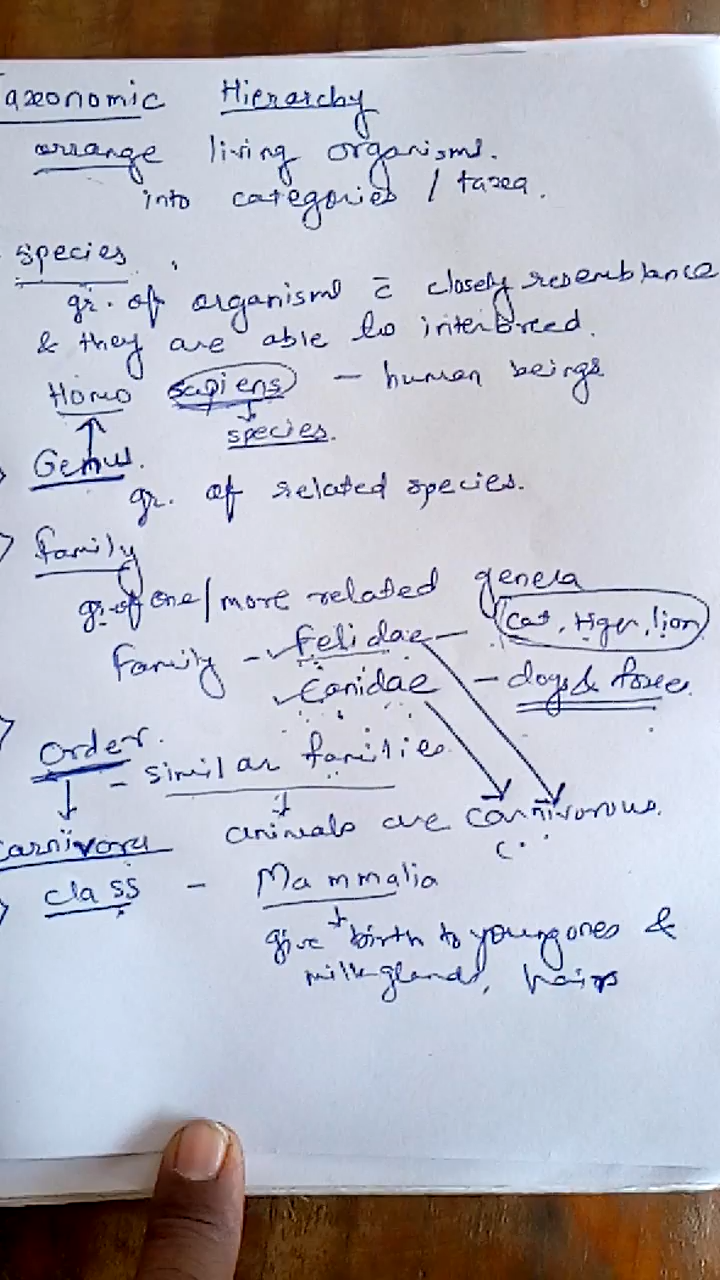 Taxonomic Hierarchy
arrange living organisms.
into categories / taxa.
species
gr. of organisms c̄ closely resemblance
& they are able to interbreed.
Homo sapiens – human beings
species.
Genus.
gr. of related species.
family
gr. of one/more related genera
family – Felidae – cat, tiger, lion
Canidae – dogs & foxes.
Order.
– similar families
Carnivora animals are carnivorous.
class – Mammalia
give birth to young ones &
milk glands, hairs